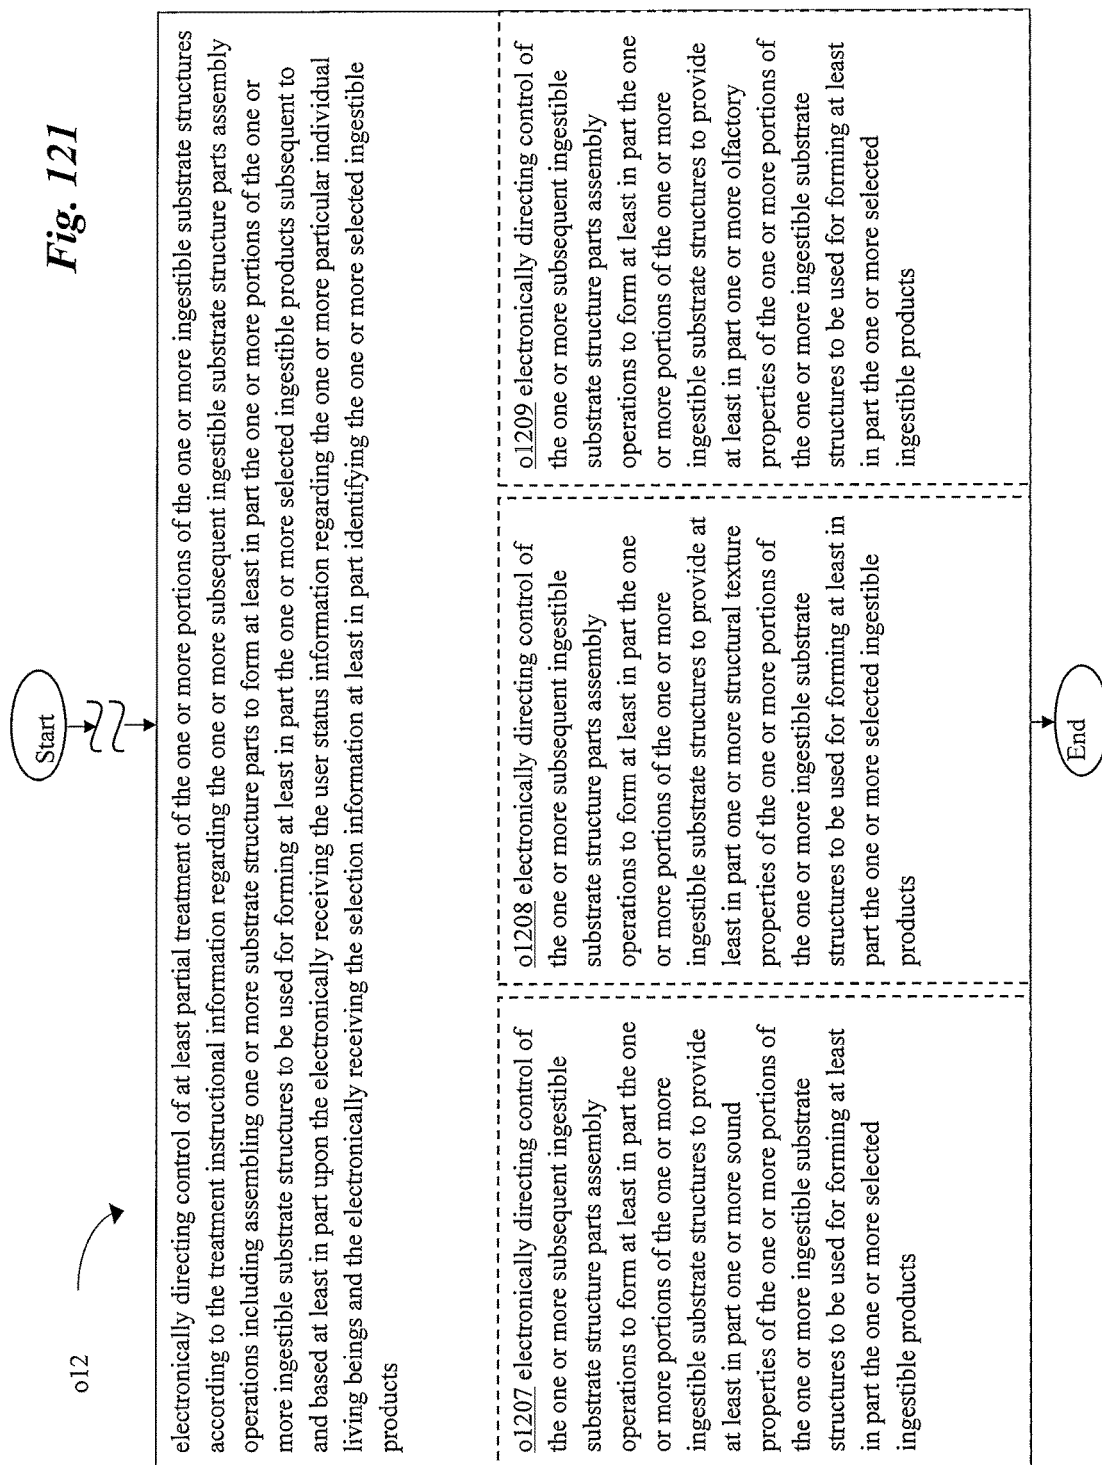 Fig. 121
o12
Start
electronically directing control of at least partial treatment of the one or more portions of the one or more ingestible substrate structures
according to the treatment instructional information regarding the one or more subsequent ingestible substrate structure parts assembly
operations including assembling one or more substrate structure parts to form at least in part the one or more portions of the one or
more ingestible substrate structures to be used for forming at least in part the one or more selected ingestible products subsequent to
and based at least in part upon the electronically receiving the user status information regarding the one or more particular individual
living beings and the electronically receiving the selection information at least in part identifying the one or more selected ingestible
products
o1207 electronically directing control of
the one or more subsequent ingestible
substrate structure parts assembly
operations to form at least in part the one
or more portions of the one or more
ingestible substrate structures to provide
at least in part one or more sound
properties of the one or more portions of
the one or more ingestible substrate
structures to be used for forming at least
in part the one or more selected
ingestible products
o1208 electronically directing control of
the one or more subsequent ingestible
substrate structure parts assembly
operations to form at least in part the one
or more portions of the one or more
ingestible substrate structures to provide at
least in part one or more structural texture
properties of the one or more portions of
the one or more ingestible substrate
structures to be used for forming at least in
part the one or more selected ingestible
products
o1209 electronically directing control of
the one or more subsequent ingestible
substrate structure parts assembly
operations to form at least in part the one
or more portions of the one or more
ingestible substrate structures to provide
at least in part one or more olfactory
properties of the one or more portions of
the one or more ingestible substrate
structures to be used for forming at least
in part the one or more selected
ingestible products
End